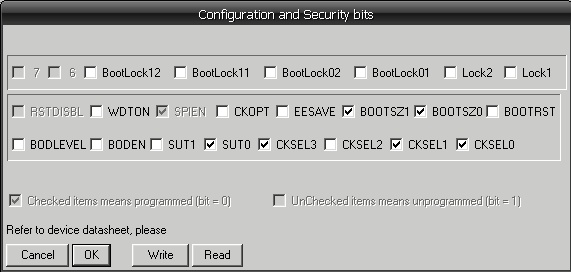 Configuration and Security bits
7 6 BootLock12 BootLock11 BootLock02 BootLock01 Lock2 Lock1
RSTDISBL WDTON SPIEN CKOPT EESAVE BOOTSZ1 BOOTSZ0 BOOTRST
BODLEVEL BODEN SUT1 SUT0 CKSEL3 CKSEL2 CKSEL1 CKSEL0
Checked items means programmed (bit = 0) UnChecked items means unprogrammed (bit = 1)
Refer to device datasheet, please
Cancel OK Write Read